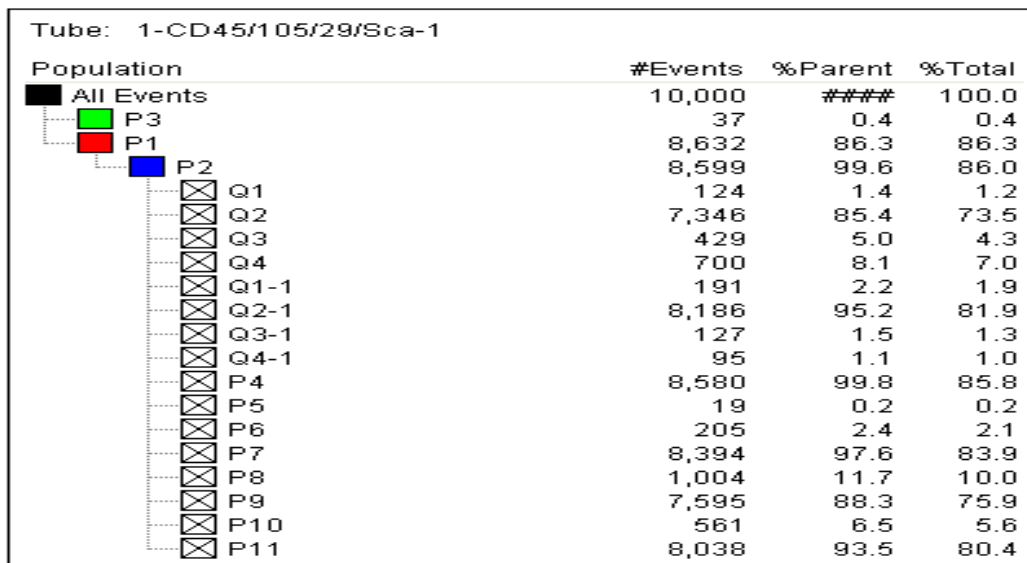 Tube: 1-CD45/105/29/Sca-1
Population #Events %Parent %Total
All Events 10,000 #### 100.0
P3 37 0.4 0.4
P1 8,632 86.3 86.3
P2 8,599 99.6 86.0
Q1 124 1.4 1.2
Q2 7,346 85.4 73.5
Q3 429 5.0 4.3
Q4 700 8.1 7.0
Q1-1 191 2.2 1.9
Q2-1 8,186 95.2 81.9
Q3-1 127 1.5 1.3
Q4-1 95 1.1 1.0
P4 8,580 99.8 85.8
P5 19 0.2 0.2
P6 205 2.4 2.1
P7 8,394 97.6 83.9
P8 1,004 11.7 10.0
P9 7,595 88.3 75.9
P10 561 6.5 5.6
P11 8,038 93.5 80.4